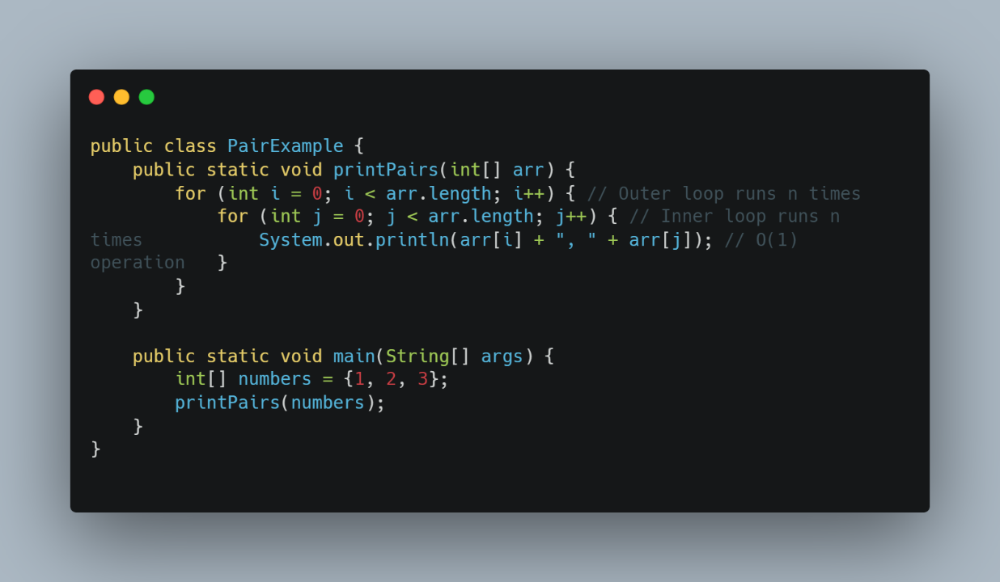 public class PairExample {
    public static void printPairs(int[] arr) {
        for (int i = 0; i < arr.length; i++) { // Outer loop runs n times
            for (int j = 0; j < arr.length; j++) { // Inner loop runs n
times           System.out.println(arr[i] + ", " + arr[j]); // O(1)
operation   }
        }
    }

    public static void main(String[] args) {
        int[] numbers = {1, 2, 3};
        printPairs(numbers);
    }
}